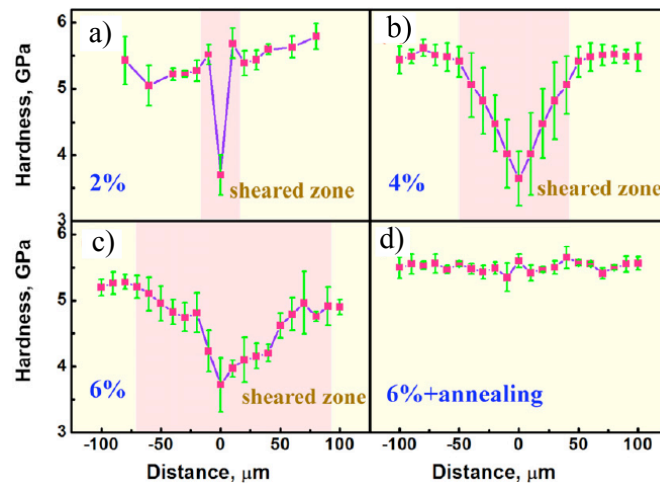 a)
b)
Hardness, GPa
6
5
4
3
2%
sheared zone
4%
sheared zone
c)
d)
Hardness, GPa
6
5
4
3
6%
sheared zone
6%+annealing
-100 -50 0 50 100
-100 -50 0 50 100
Distance, μm
Distance, μm